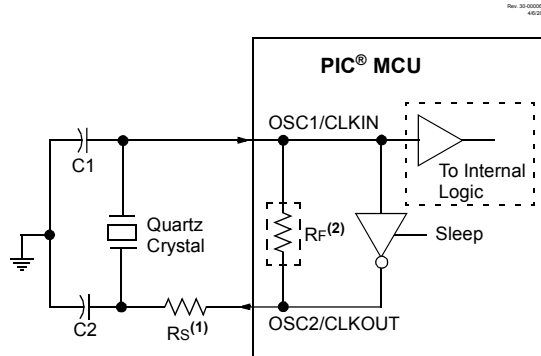 PIC® MCU
OSC1/CLKIN
C1
To Internal
Logic
Quartz
Crystal
RF(2)
Sleep
C2
RS(1)
OSC2/CLKOUT